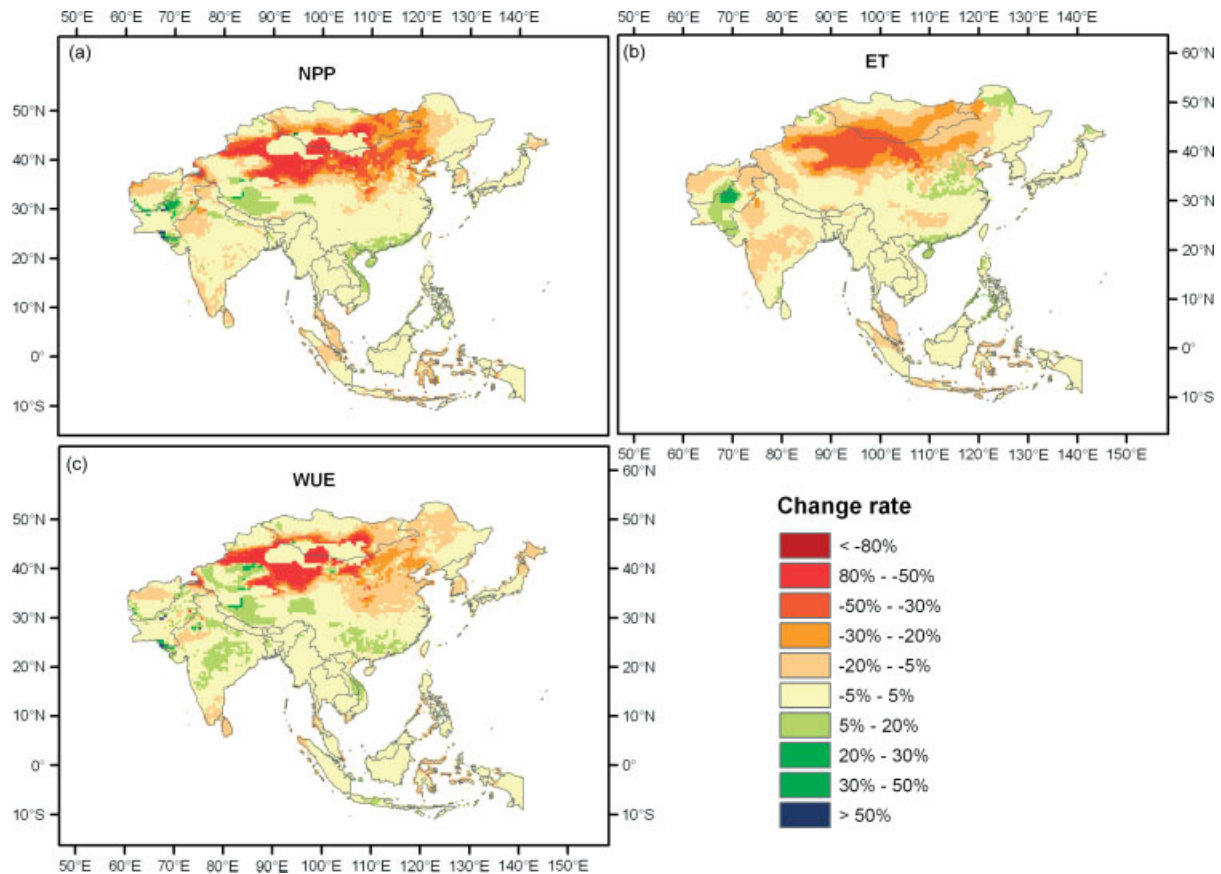 50°E 60°E 70°E 80°E 90°E 100°E 110°E 120°E 130°E 140°E
50°E 60°E 70°E 80°E 90°E 100°E 110°E 120°E 130°E 140°E
(a)
NPP
50°N
40°N
30°N
20°N
10°N
0°
10°S
(b)
ET
60°N
50°N
40°N
30°N
20°N
10°N
0°
10°S
50°E 60°E 70°E 80°E 90°E 100°E 110°E 120°E 130°E 140°E 150°E
(c)
WUE
50°N
40°N
30°N
20°N
10°N
0°
10°S
60°N
50°N
40°N
30°N
20°N
10°N
0°
10°S
50°E 60°E 70°E 80°E 90°E 100°E 110°E 120°E 130°E 140°E 150°E
Change rate
< -80%
80% - -50%
-50% - -30%
-30% - -20%
-20% - -5%
-5% - 5%
5% - 20%
20% - 30%
30% - 50%
> 50%